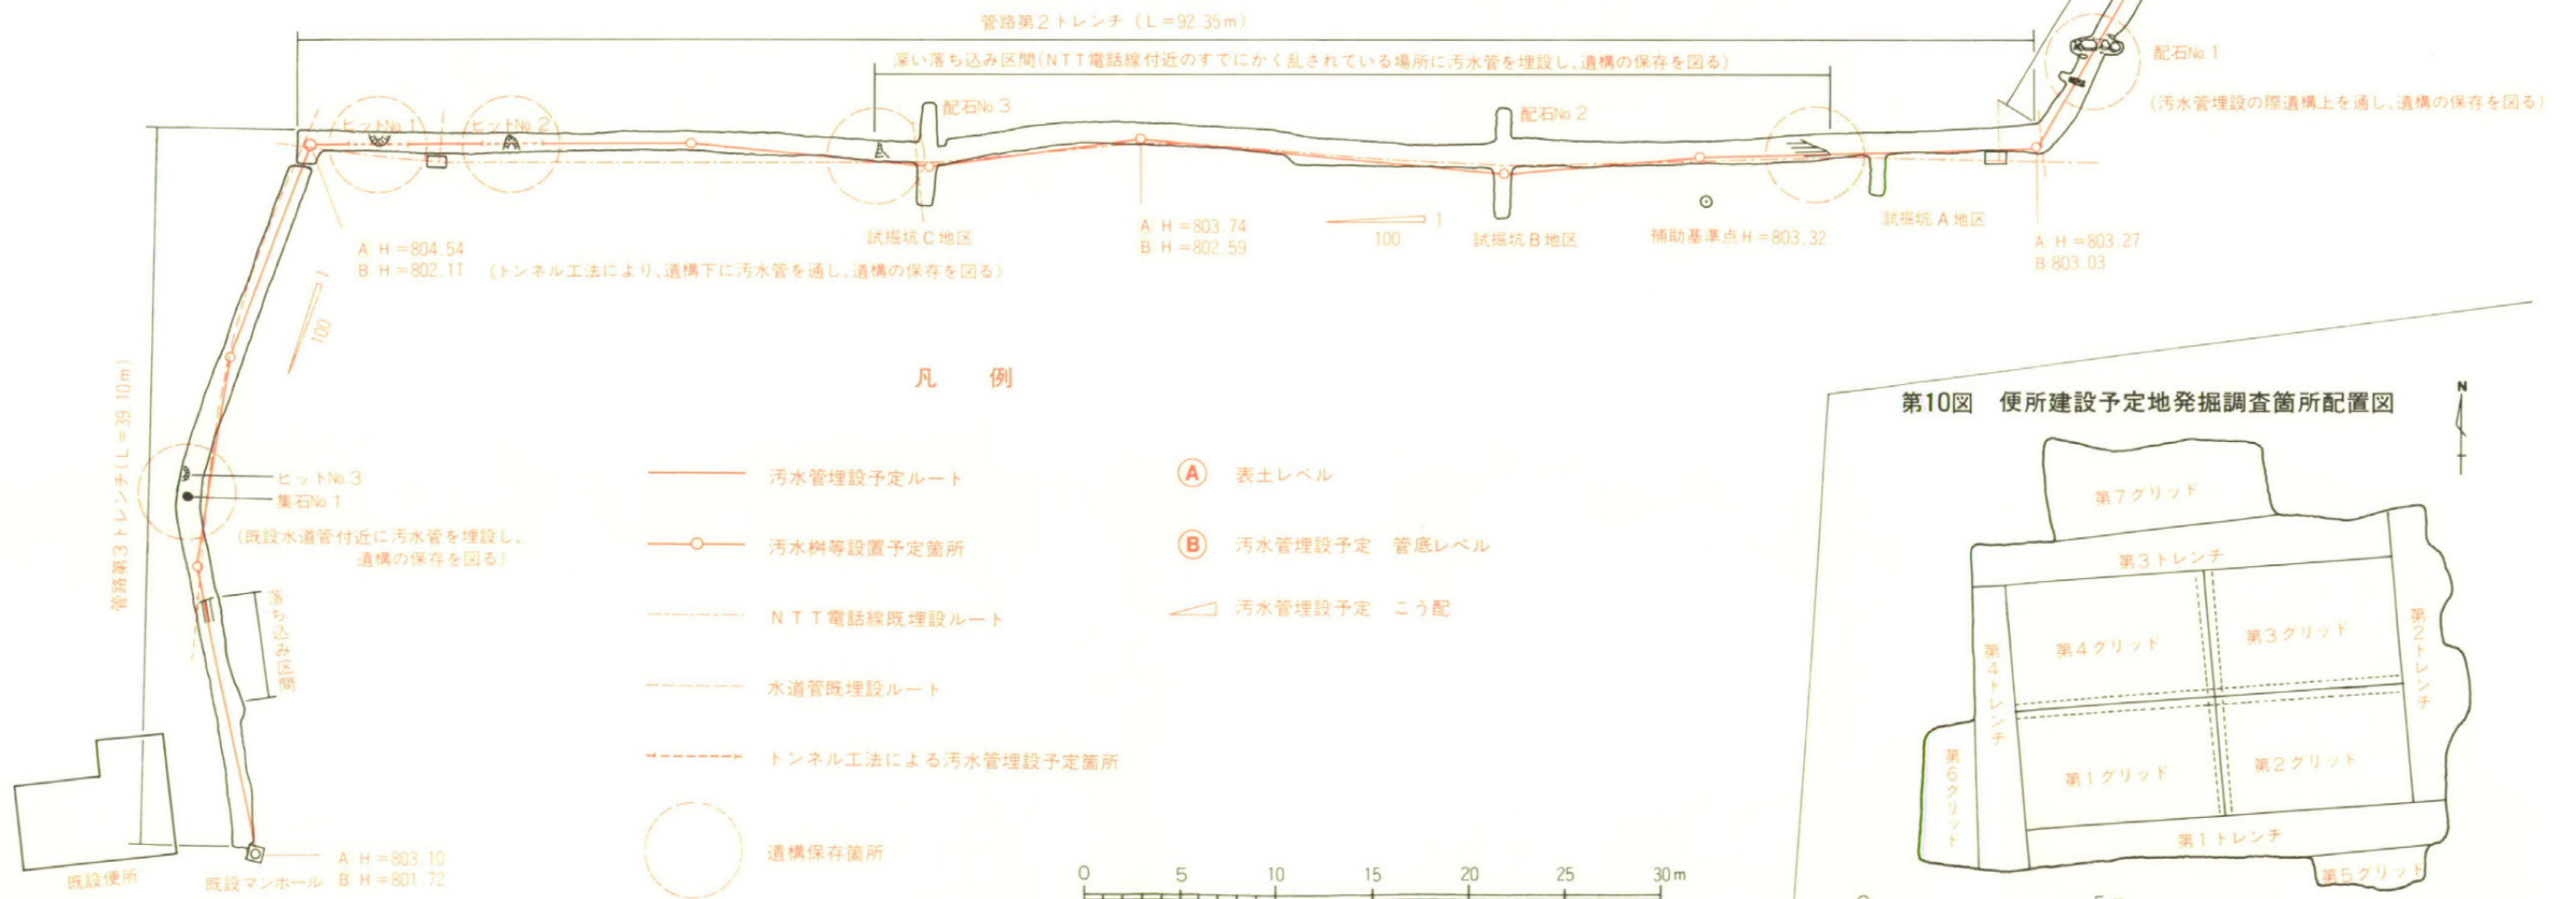 管路第2トレンチ (L=92.35m)
深い落ち込み区間(NTT電話線付近のすでにかく乱されている場所に汚水管を埋設し、遺構の保存を図る)
配石No.1
(汚水管埋設の際遺構上を通し、遺構の保存を図る)
ピットNo.1
ピットNo.2
配石No.3
配石No.2
試掘坑C地区
A H=803.74
B H=802.59
1
100
試掘坑B地区
補助基準点H=803.32
試掘坑A地区
A H=803.27
B 803.03
A H=804.54
B H=802.11
(トンネル工法により、遺構下に汚水管を通し、遺構の保存を図る)
1
100
管路第3トレンチ(L=39.10m)
ピットNo.3
集石No.1
(既設水道管付近に汚水管を埋設し、
遺構の保存を図る)
落ち込み区間
既設便所
既設マンホール
A H=803.10
B H=801.72
凡 例
汚水管埋設予定ルート
汚水桝等設置予定箇所
NTT電話線既埋設ルート
水道管既埋設ルート
トンネル工法による汚水管埋設予定箇所
遺構保存箇所
A 表土レベル
B 汚水管埋設予定 管底レベル
汚水管埋設予定 こう配
0 5 10 15 20 25 30m
第10図 便所建設予定地発掘調査箇所配置図
N
第7グリッド
第3トレンチ
第4グリッド
第3グリッド
第2トレンチ
第4トレンチ
第1グリッド
第2グリッド
第6グリッド
第1トレンチ
第5グリッド